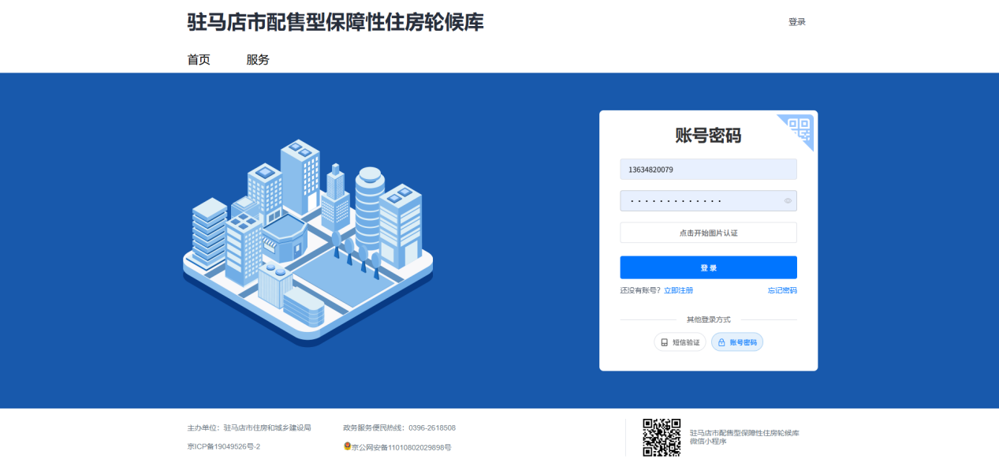 驻马店市配售型保障性住房轮候库
登录
首页 服务
账号密码
13634820079
点击开始图片认证
登 录
还没有账号? 立即注册 忘记密码
其他登录方式
短信验证 账号密码
主办单位: 驻马店市住房和城乡建设局 政务服务便民热线: 0396-2618508
京ICP备19049526号-2 京公网安备11010802029898号
驻马店市配售型保障性住房轮候库
微信小程序